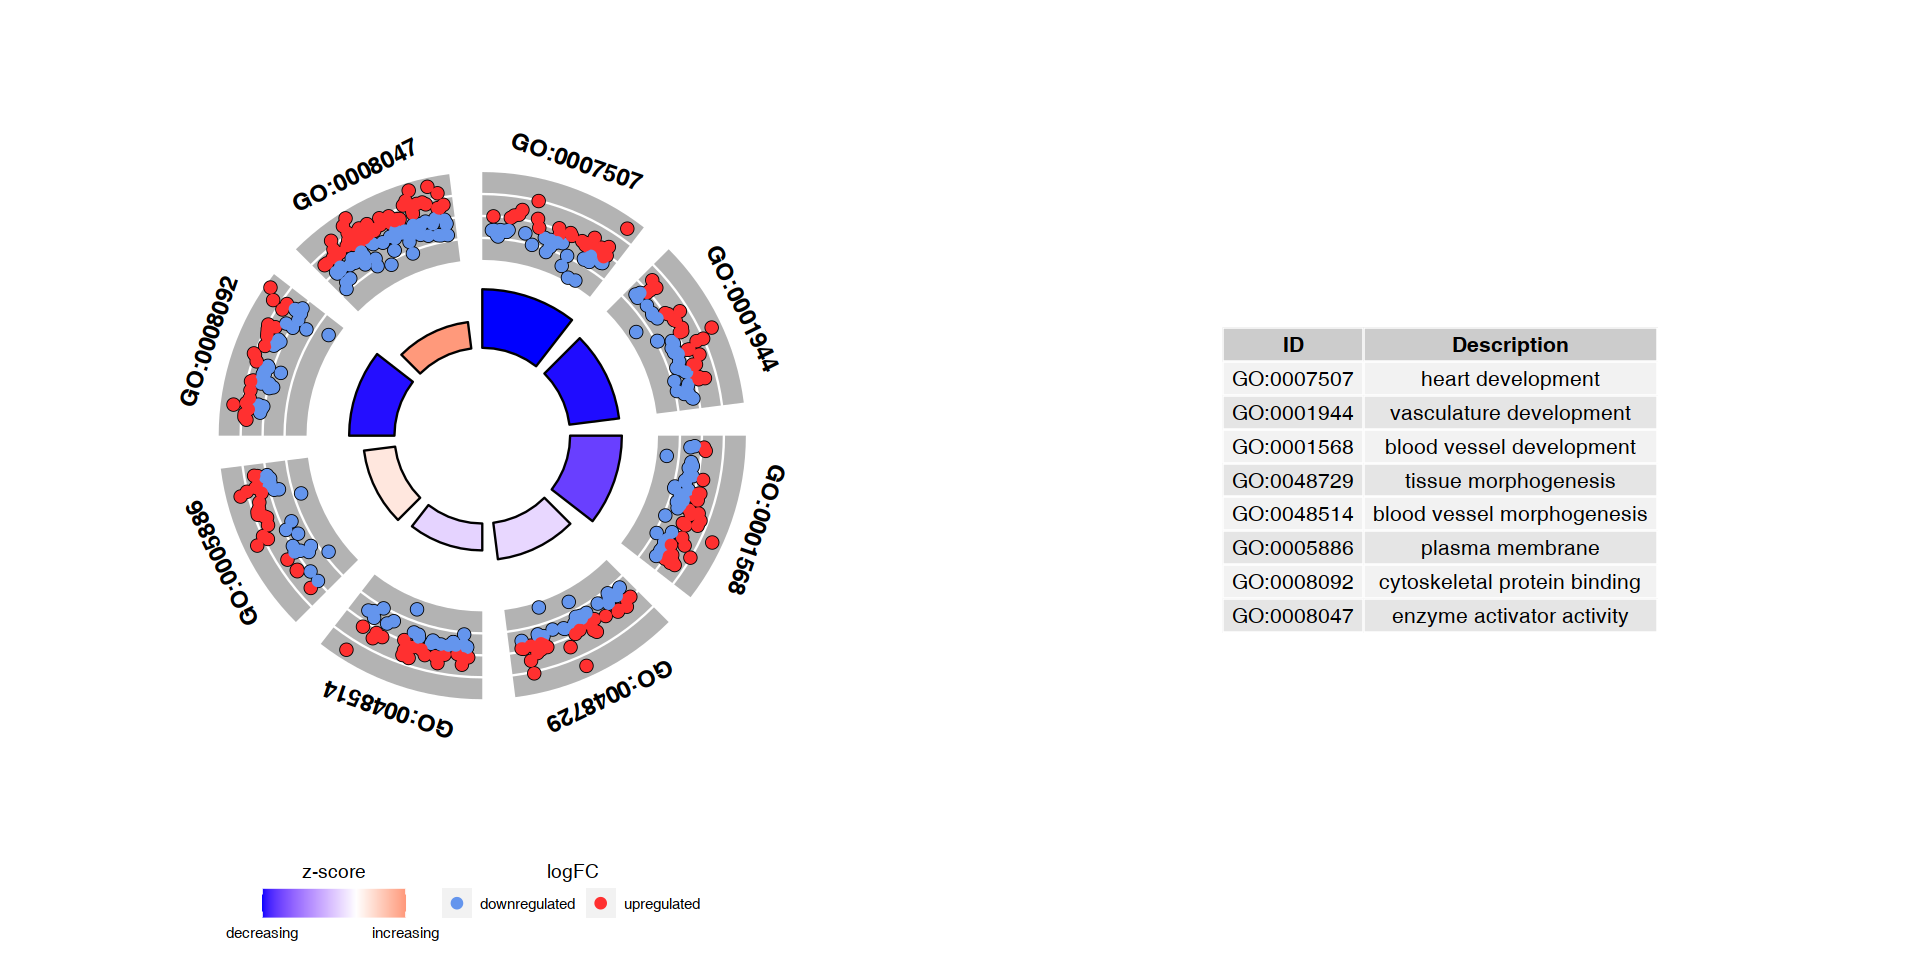 GO:0007507
GO:0001944
GO:0001568
GO:0048729
GO:0048514
GO:0005886
GO:0008092
GO:0008047
z-score
decreasing increasing
logFC
downregulated upregulated
ID Description
GO:0007507 heart development
GO:0001944 vasculature development
GO:0001568 blood vessel development
GO:0048729 tissue morphogenesis
GO:0048514 blood vessel morphogenesis
GO:0005886 plasma membrane
GO:0008092 cytoskeletal protein binding
GO:0008047 enzyme activator activity